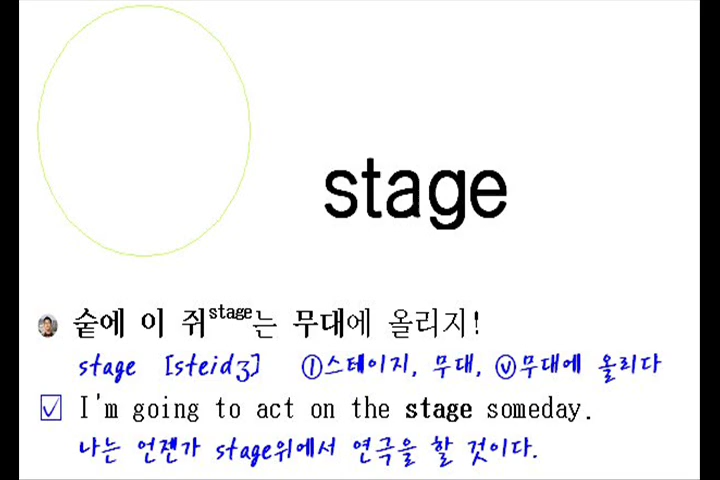 stage
숱에 이 쥐stage는 무대에 올리지!
stage [steidʒ] ①스테이지, 무대, ⓥ무대에 올리다
I'm going to act on the stage someday.
나는 언젠가 stage위에서 연극을 할 것이다.